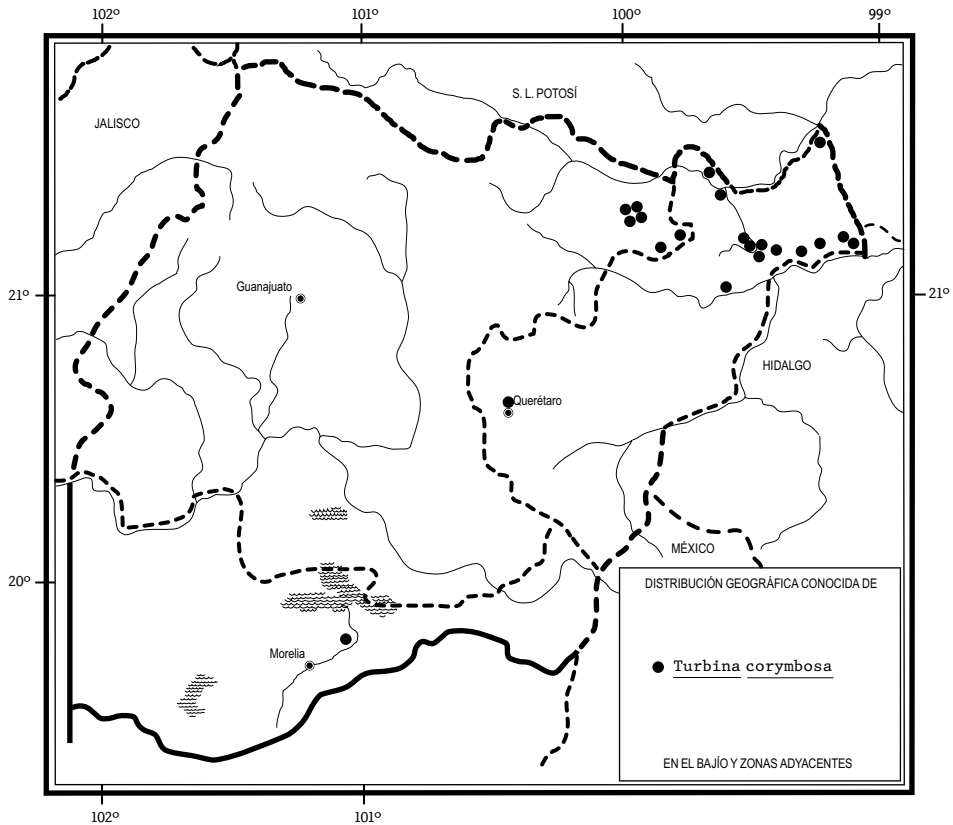 102º 101º 100º 99º
S. L. POTOSÍ
JALISCO
Guanajuato
21º 21º
HIDALGO
Querétaro
MÉXICO
20º
DISTRIBUCIÓN GEOGRÁFICA CONOCIDA DE
Morelia
Turbina corymbosa
EN EL BAJÍO Y ZONAS ADYACENTES
102º 101º